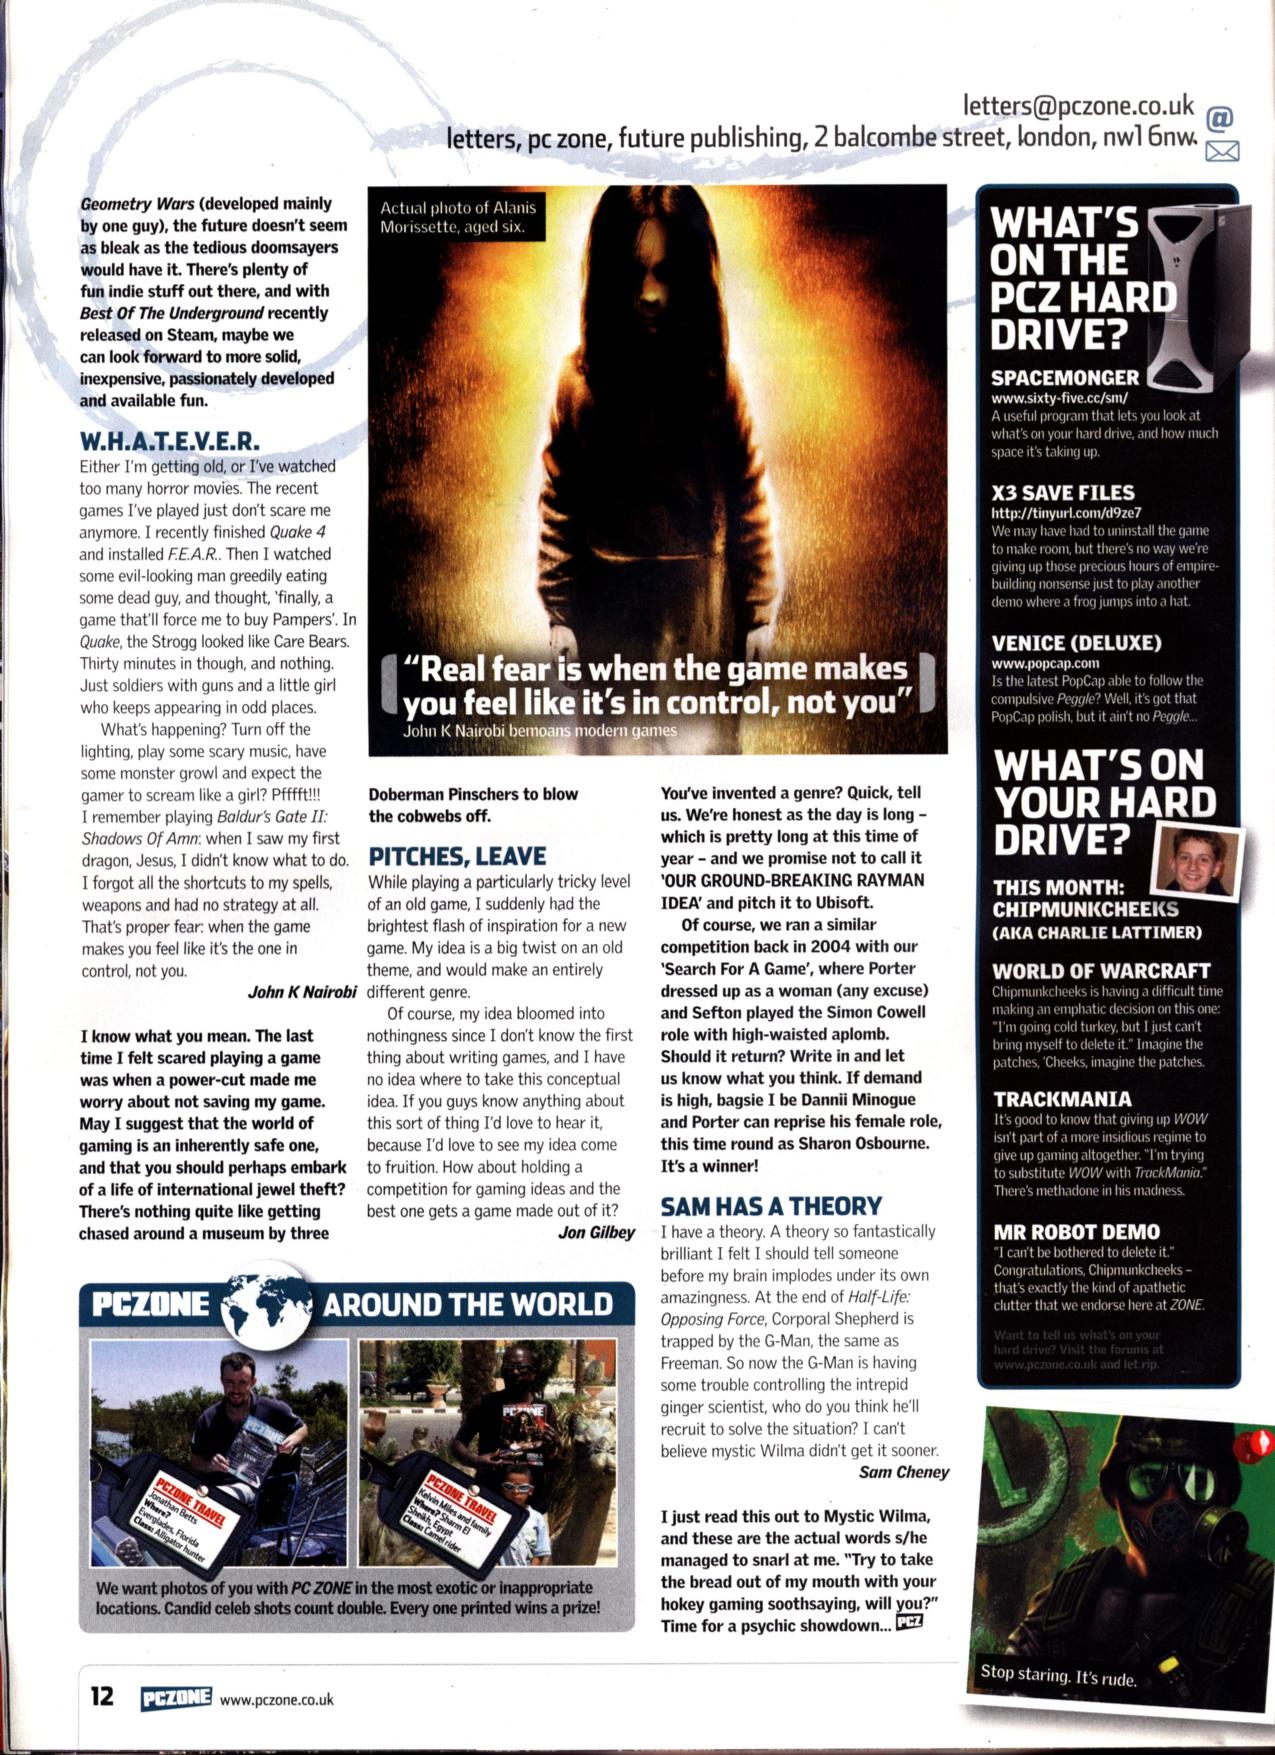 letters@pczone.co.uk
letters, pc zone, future publishing, 2 balcombe street, london, nw1 6nw.
Geometry Wars (developed mainly
by one guy), the future doesn't seem
as bleak as the tedious doomsayers
would have it. There's plenty of
fun indie stuff out there, and with
Best Of The Underground recently
released on Steam, maybe we
can look forward to more solid,
inexpensive, passionately developed
and available fun.
W.H.A.T.E.V.E.R.
Either I'm getting old, or I've watched
too many horror movies. The recent
games I've played just don't scare me
anymore. I recently finished Quake 4
and installed F.E.A.R.. Then I watched
some evil-looking man greedily eating
some dead guy, and thought, 'finally, a
game that'll force me to buy Pampers'. In
Quake, the Strogg looked like Care Bears.
Thirty minutes in though, and nothing.
Just soldiers with guns and a little girl
who keeps appearing in odd places.
What's happening? Turn off the
lighting, play some scary music, have
some monster growl and expect the
gamer to scream like a girl? Pfffft!!!
I remember playing Baldur's Gate II:
Shadows Of Amn: when I saw my first
dragon, Jesus, I didn't know what to do.
I forgot all the shortcuts to my spells,
weapons and had no strategy at all.
That's proper fear: when the game
makes you feel like it's the one in
control, not you.
John K Nairobi
I know what you mean. The last
time I felt scared playing a game
was when a power-cut made me
worry about not saving my game.
May I suggest that the world of
gaming is an inherently safe one,
and that you should perhaps embark
of a life of international jewel theft?
There's nothing quite like getting
chased around a museum by three
Actual photo of Alanis
Morissette, aged six.
"Real fear is when the game makes
you feel like it's in control, not you"
John K Nairobi bemoans modern games
Doberman Pinschers to blow
the cobwebs off.
PITCHES, LEAVE
While playing a particularly tricky level
of an old game, I suddenly had the
brightest flash of inspiration for a new
game. My idea is a big twist on an old
theme, and would make an entirely
different genre.
Of course, my idea bloomed into
nothingness since I don't know the first
thing about writing games, and I have
no idea where to take this conceptual
idea. If you guys know anything about
this sort of thing I'd love to hear it,
because I'd love to see my idea come
to fruition. How about holding a
competition for gaming ideas and the
best one gets a game made out of it?
Jon Gilbey
You've invented a genre? Quick, tell
us. We're honest as the day is long –
which is pretty long at this time of
year – and we promise not to call it
'OUR GROUND-BREAKING RAYMAN
IDEA' and pitch it to Ubisoft.
Of course, we ran a similar
competition back in 2004 with our
'Search For A Game', where Porter
dressed up as a woman (any excuse)
and Sefton played the Simon Cowell
role with high-waisted aplomb.
Should it return? Write in and let
us know what you think. If demand
is high, bagsie I be Dannii Minogue
and Porter can reprise his female role,
this time round as Sharon Osbourne.
It's a winner!
SAM HAS A THEORY
I have a theory. A theory so fantastically
brilliant I felt I should tell someone
before my brain implodes under its own
amazingness. At the end of Half-Life:
Opposing Force, Corporal Shepherd is
trapped by the G-Man, the same as
Freeman. So now the G-Man is having
some trouble controlling the intrepid
ginger scientist, who do you think he'll
recruit to solve the situation? I can't
believe mystic Wilma didn't get it sooner.
Sam Cheney
I just read this out to Mystic Wilma,
and these are the actual words s/he
managed to snarl at me. "Try to take
the bread out of my mouth with your
hokey gaming soothsaying, will you?"
Time for a psychic showdown... PCZ
PCZONE AROUND THE WORLD
PCZONE
PCZONE TRAVEL
Jonathan Betts
Where?
Everglades, Florida
Class: Alligator hunter
PCZONE TRAVEL
Kelvin Miles and family
Where? Sharm El
Sheikh, Egypt
Class: Camel rider
We want photos of you with PC ZONE in the most exotic or inappropriate
locations. Candid celeb shots count double. Every one printed wins a prize!
WHAT'S
ON THE
PCZ HARD
DRIVE?
SPACEMONGER
www.sixty-five.cc/sm/
A useful program that lets you look at
what's on your hard drive, and how much
space it's taking up.
X3 SAVE FILES
http://tinyurl.com/d9ze7
We may have had to uninstall the game
to make room, but there's no way we're
giving up those precious hours of empire-
building nonsense just to play another
demo where a frog jumps into a hat.
VENICE (DELUXE)
www.popcap.com
Is the latest PopCap able to follow the
compulsive Peggle? Well, it's got that
PopCap polish, but it ain't no Peggle...
WHAT'S ON
YOUR HARD
DRIVE?
THIS MONTH:
CHIPMUNKCHEEKS
(AKA CHARLIE LATTIMER)
WORLD OF WARCRAFT
Chipmunkcheeks is having a difficult time
making an emphatic decision on this one:
"I'm going cold turkey, but I just can't
bring myself to delete it." Imagine the
patches, 'Cheeks, imagine the patches.
TRACKMANIA
It's good to know that giving up WOW
isn't part of a more insidious regime to
give up gaming altogether. "I'm trying
to substitute WOW with TrackMania."
There's methadone in his madness.
MR ROBOT DEMO
"I can't be bothered to delete it."
Congratulations, Chipmunkcheeks –
that's exactly the kind of apathetic
clutter that we endorse here at ZONE.
Want to tell us what's on your
hard drive? Visit the forums at
www.pczone.co.uk and let rip.
Stop staring. It's rude.
12 PCZONE www.pczone.co.uk